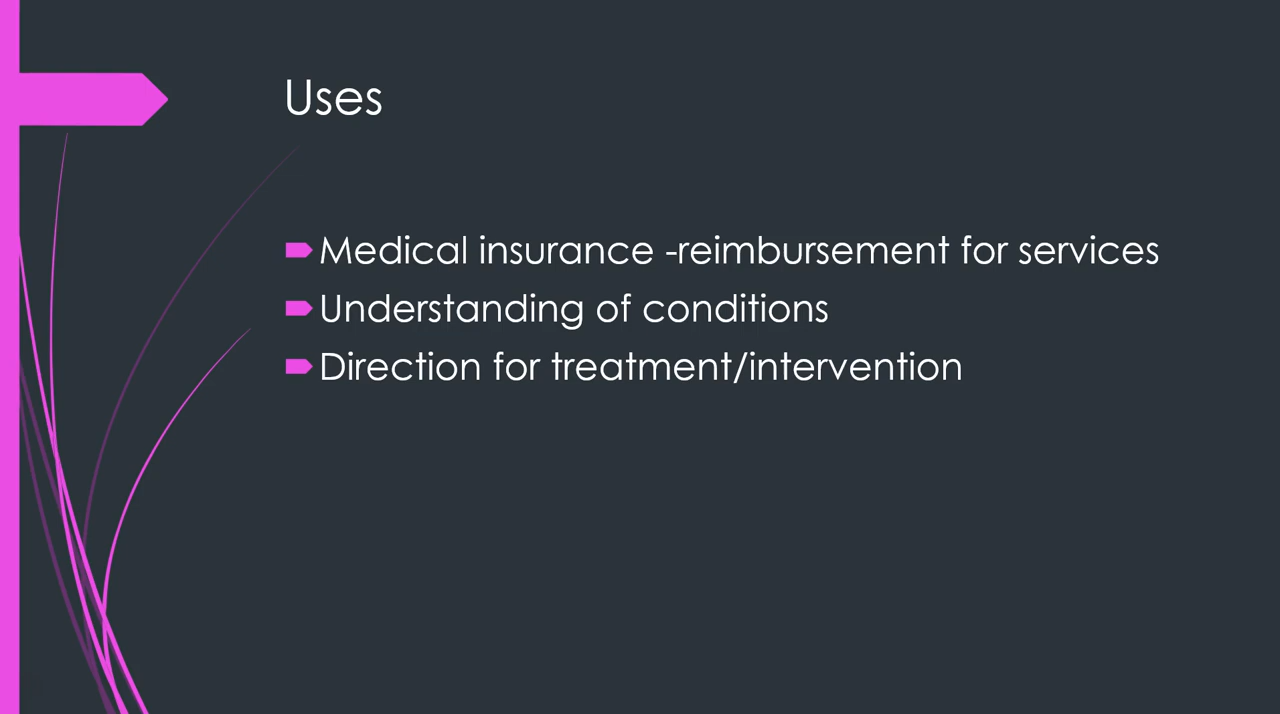 Uses
Medical insurance -reimbursement for services
Understanding of conditions
Direction for treatment/intervention